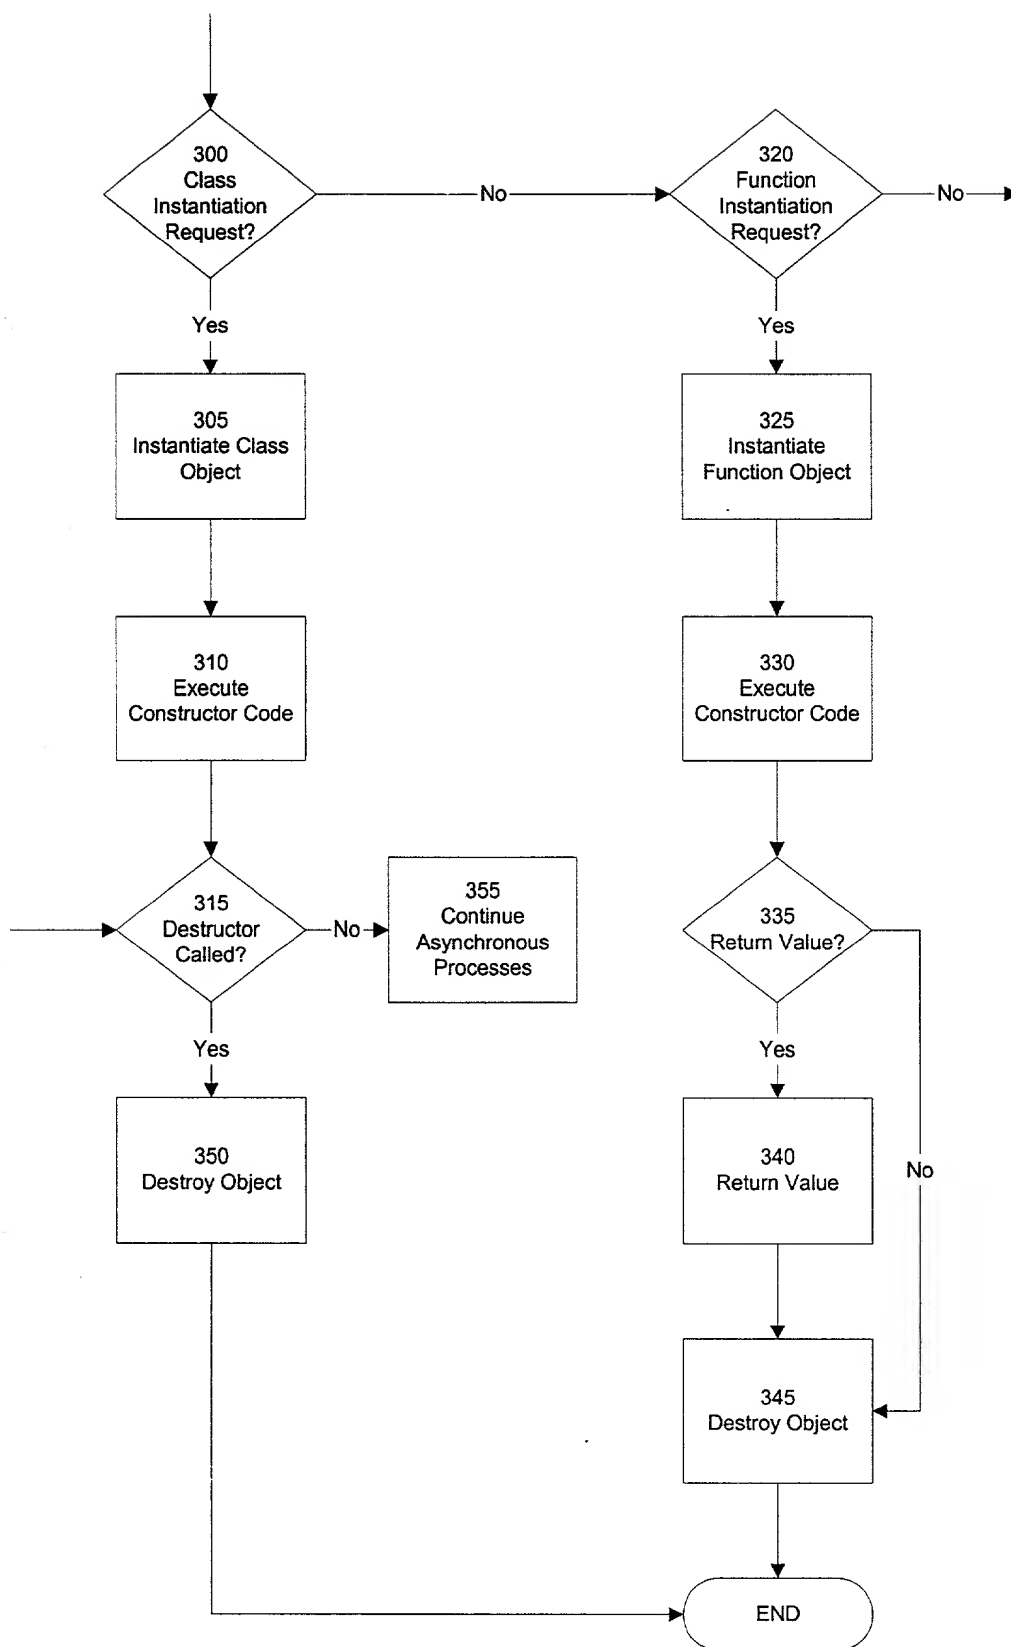 300
Class
Instantiation
Request?
No
320
Function
Instantiation
Request?
No
Yes
Yes
305
Instantiate Class
Object
325
Instantiate
Function Object
310
Execute
Constructor Code
330
Execute
Constructor Code
315
Destructor
Called?
No
355
Continue
Asynchronous
Processes
335
Return Value?
Yes
Yes
350
Destroy Object
340
Return Value
No
345
Destroy Object
END